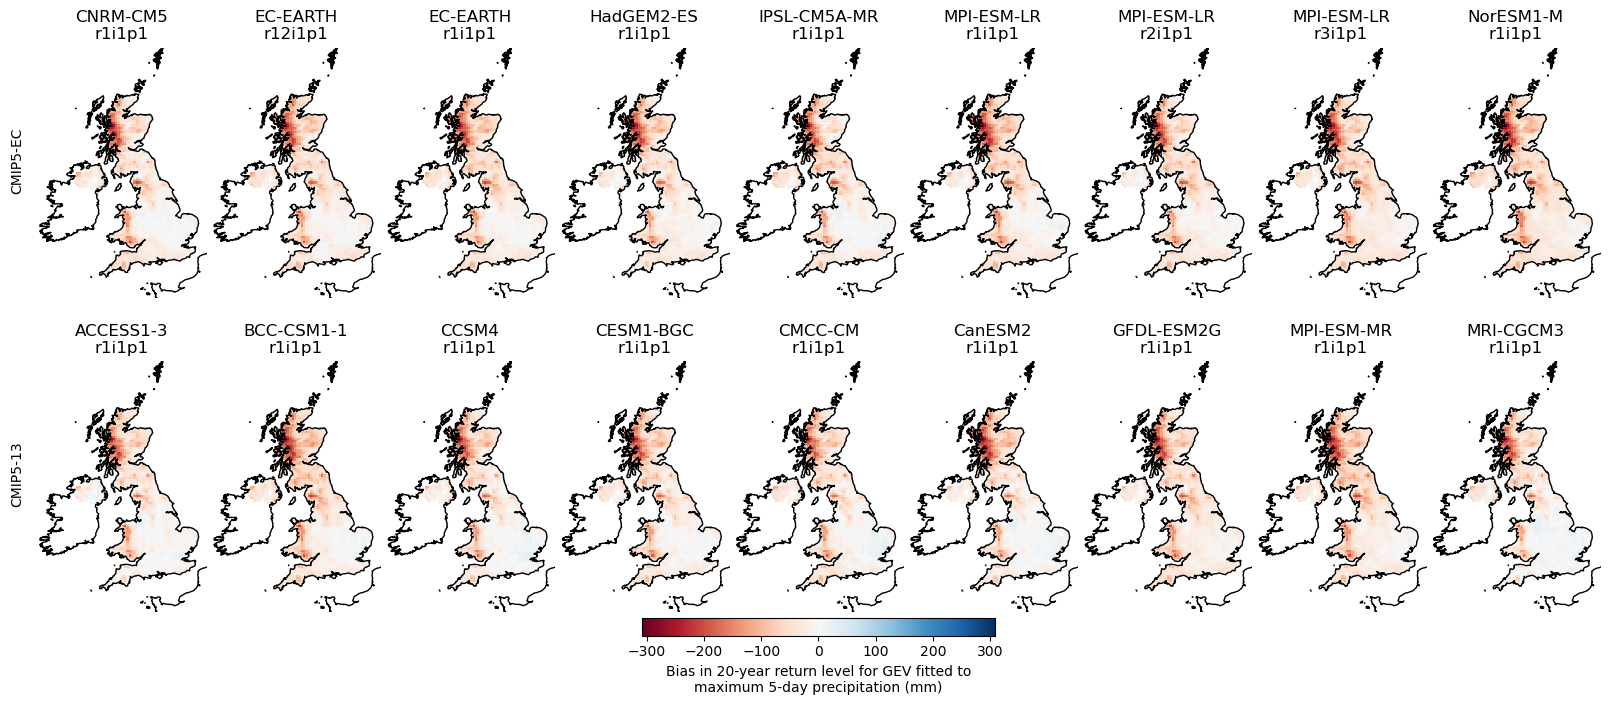 CNRM-CM5
r1i1p1
EC-EARTH
r12i1p1
EC-EARTH
r1i1p1
HadGEM2-ES
r1i1p1
IPSL-CM5A-MR
r1i1p1
MPI-ESM-LR
r1i1p1
MPI-ESM-LR
r2i1p1
MPI-ESM-LR
r3i1p1
NorESM1-M
r1i1p1
CMIP5-EC
ACCESS1-3
r1i1p1
BCC-CSM1-1
r1i1p1
CCSM4
r1i1p1
CESM1-BGC
r1i1p1
CMCC-CM
r1i1p1
CanESM2
r1i1p1
GFDL-ESM2G
r1i1p1
MPI-ESM-MR
r1i1p1
MRI-CGCM3
r1i1p1
CMIP5-13
−300 −200 −100 0 100 200 300
Bias in 20-year return level for GEV fitted to
maximum 5-day precipitation (mm)